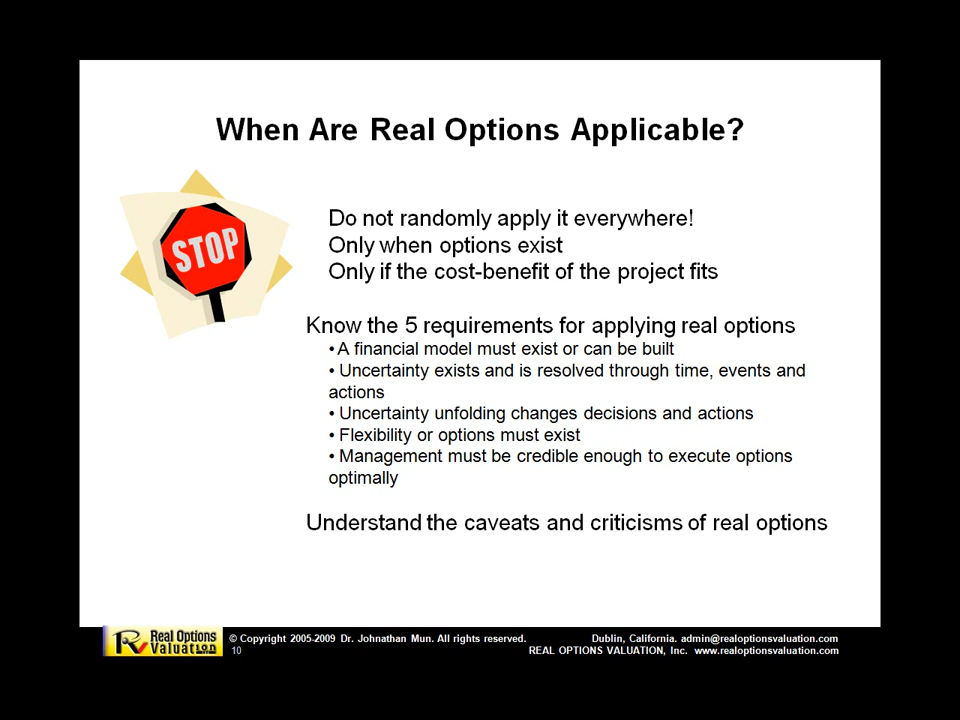 When Are Real Options Applicable?
STOP
Do not randomly apply it everywhere!
Only when options exist
Only if the cost-benefit of the project fits
Know the 5 requirements for applying real options
• A financial model must exist or can be built
• Uncertainty exists and is resolved through time, events and
actions
• Uncertainty unfolding changes decisions and actions
• Flexibility or options must exist
• Management must be credible enough to execute options
optimally
Understand the caveats and criticisms of real options
Real Options
Valuation
© Copyright 2005-2009 Dr. Johnathan Mun. All rights reserved.
10
Dublin, California. admin@realoptionsvaluation.com
REAL OPTIONS VALUATION, Inc. www.realoptionsvaluation.com